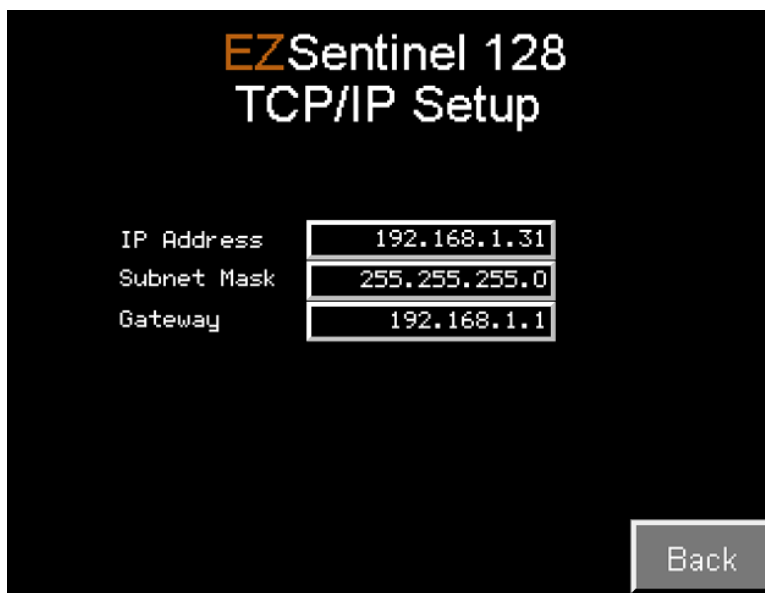 EZSentinel 128
TCP/IP Setup
IP Address 192.168.1.31
Subnet Mask 255.255.255.0
Gateway 192.168.1.1
Back